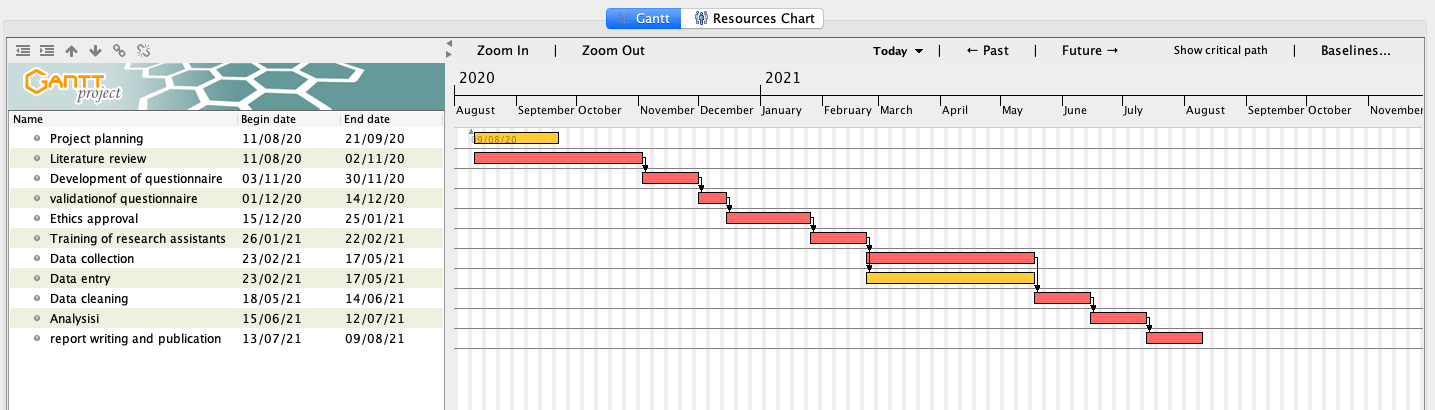 Gantt Resources Chart
Zoom In | Zoom Out Today | ← Past | Future → Show critical path | Baselines...
GANTT
project
2020 2021
Name Begin date End date August September October November December January February March April May June July August September October November
Project planning 11/08/20 21/09/20 09/08/20
Literature review 11/08/20 02/11/20
Development of questionnaire 03/11/20 30/11/20
validationof questionnaire 01/12/20 14/12/20
Ethics approval 15/12/20 25/01/21
Training of research assistants 26/01/21 22/02/21
Data collection 23/02/21 17/05/21
Data entry 23/02/21 17/05/21
Data cleaning 18/05/21 14/06/21
Analysisi 15/06/21 12/07/21
report writing and publication 13/07/21 09/08/21